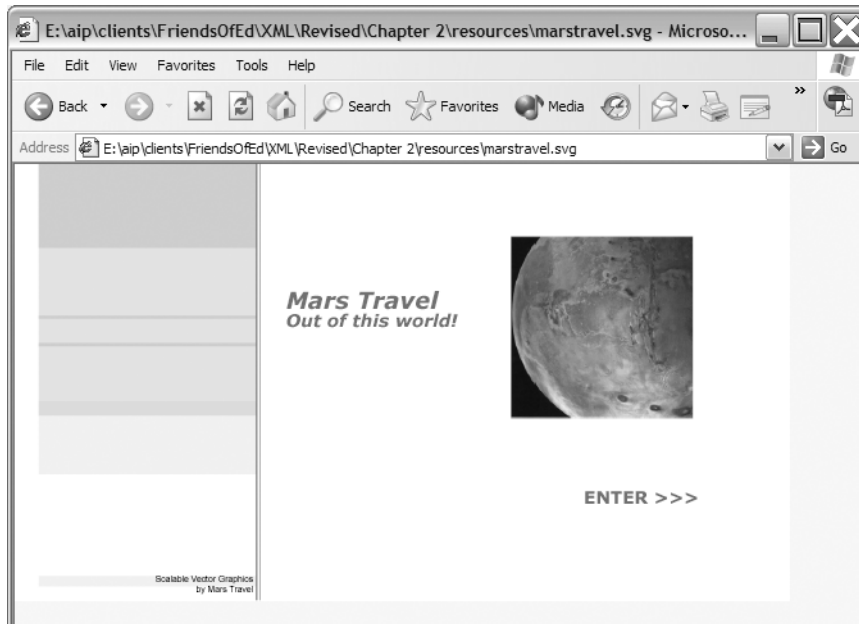 E:\aip\clients\FriendsOfEd\XML\Revised\Chapter 2\resources\marstravel.svg - Microso...
File Edit View Favorites Tools Help
Back Search Favorites Media »
Address E:\aip\clients\FriendsOfEd\XML\Revised\Chapter 2\resources\marstravel.svg Go
Mars Travel
Out of this world!
ENTER >>>
Scalable Vector Graphics
by Mars Travel